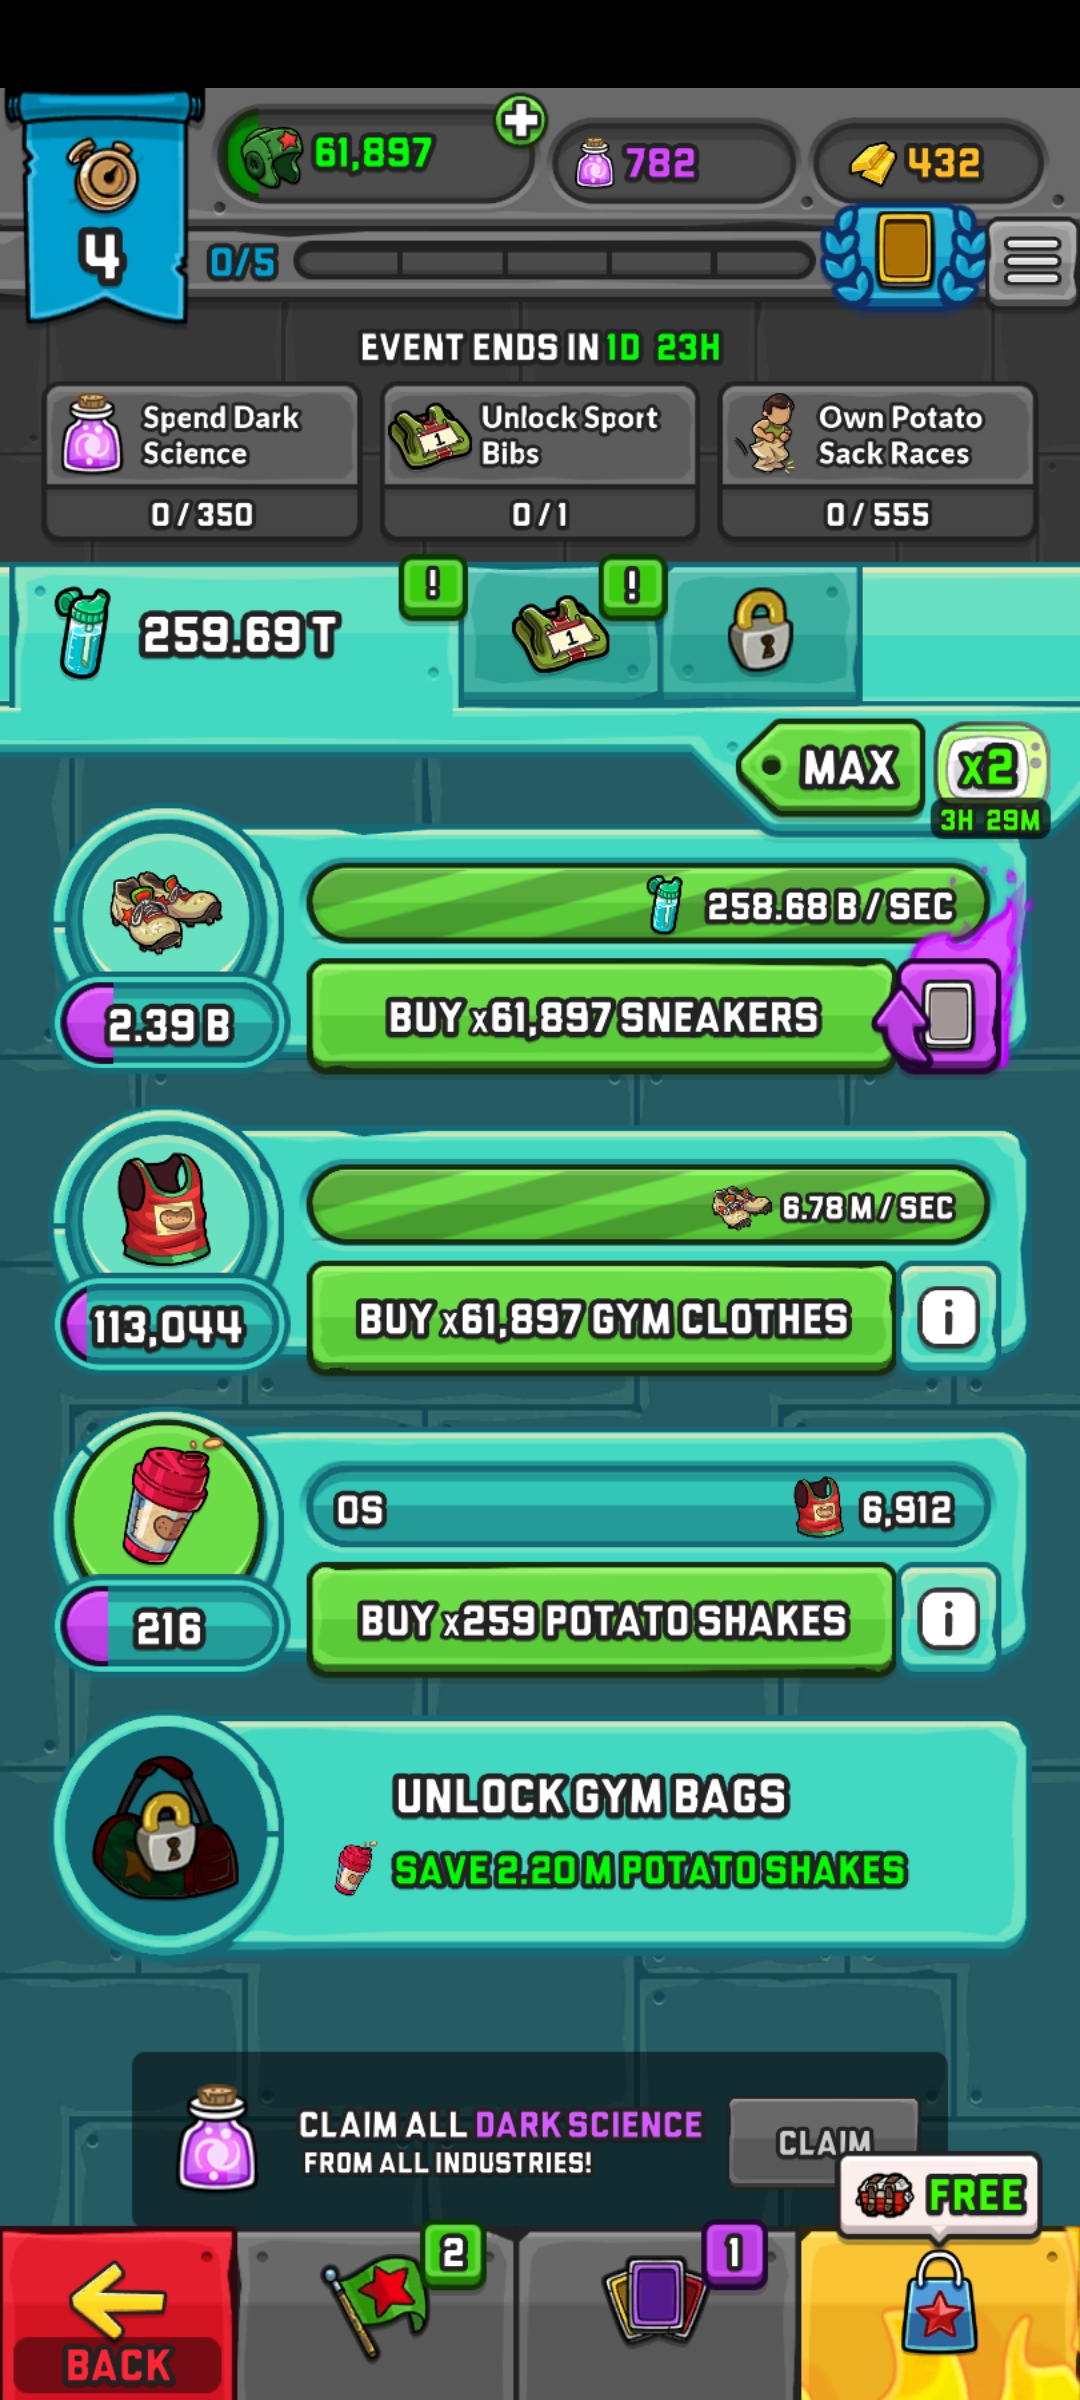 61,897
782
432
4
0/5
EVENT ENDS IN 1D 23H
Spend Dark
Science
0 / 350
Unlock Sport
Bibs
0 / 1
Own Potato
Sack Races
0 / 555
259.69 T
!
1
!
MAX
x2
3H 29M
258.68 B / SEC
2.39 B
BUY x61,897 SNEAKERS
6.78 M / SEC
113,044
BUY x61,897 GYM CLOTHES
i
0S
6,912
216
BUY x259 POTATO SHAKES
i
UNLOCK GYM BAGS
SAVE 2.20 M POTATO SHAKES
CLAIM ALL DARK SCIENCE
FROM ALL INDUSTRIES!
CLAIM
FREE
2
1
BACK